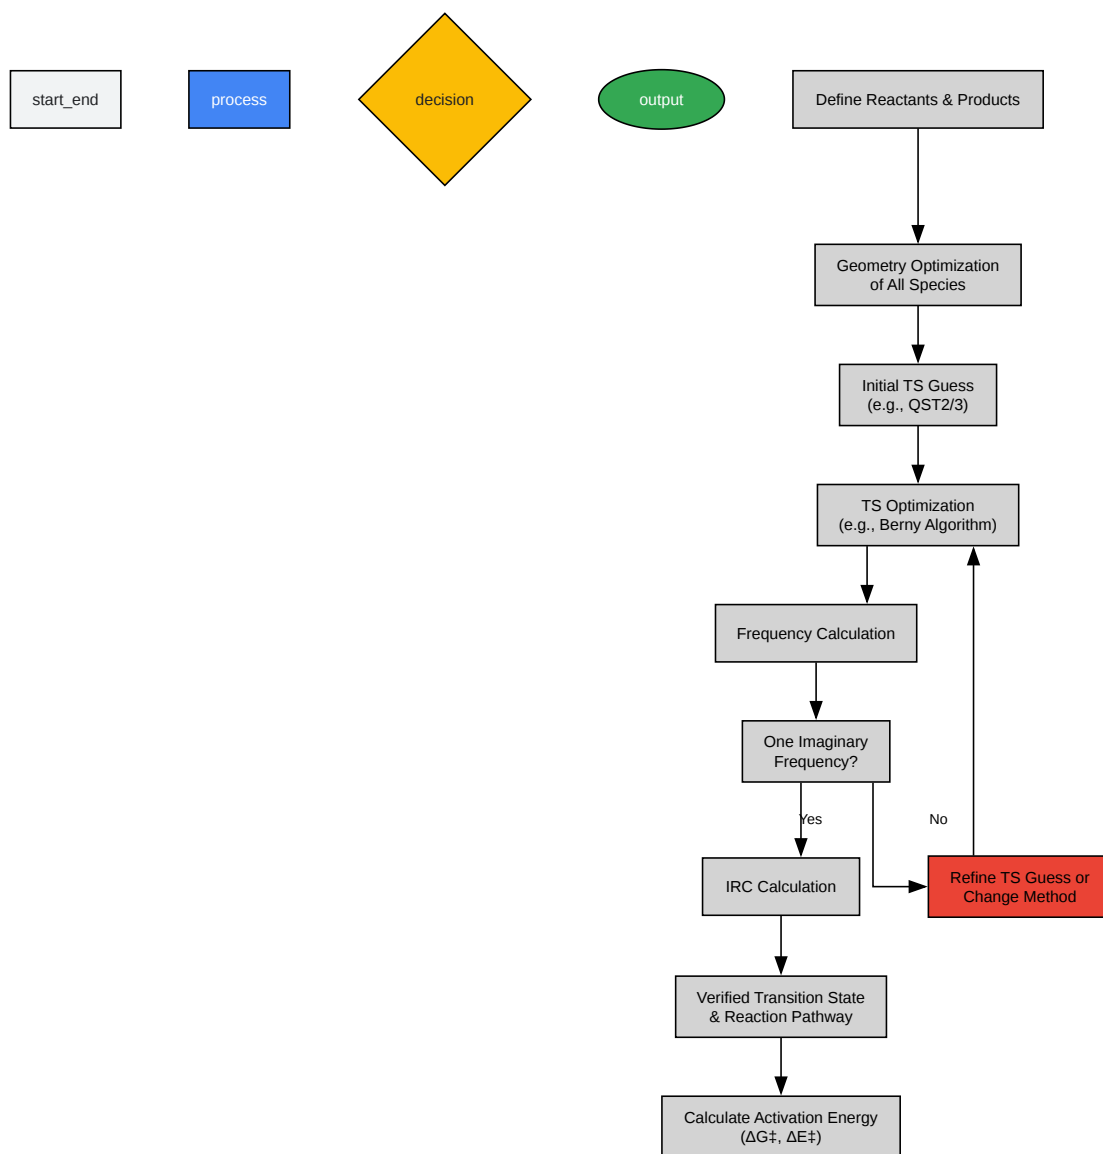 start_end
process
decision
output
Define Reactants & Products
Geometry Optimization
of All Species
Initial TS Guess
(e.g., QST2/3)
TS Optimization
(e.g., Berny Algorithm)
Frequency Calculation
One Imaginary
Frequency?
Yes
No
IRC Calculation
Refine TS Guess or
Change Method
Verified Transition State
& Reaction Pathway
Calculate Activation Energy
(ΔG‡, ΔE‡)